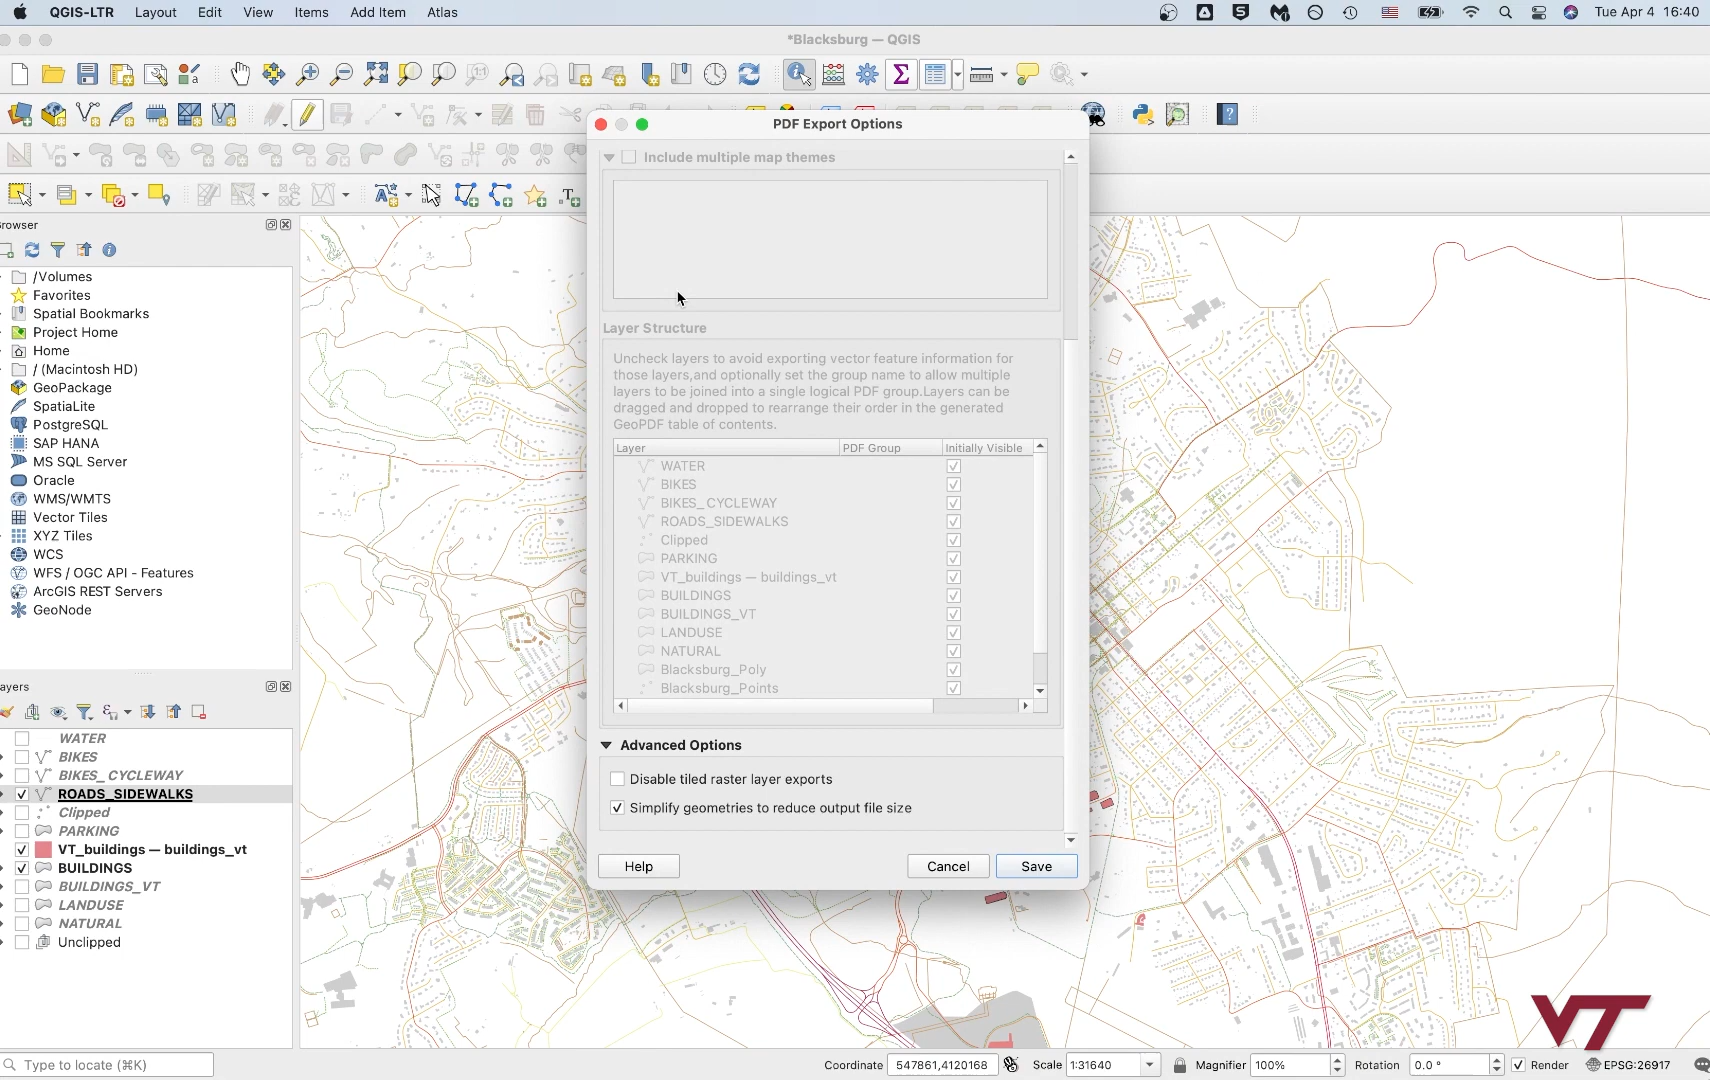 QGIS-LTR Layout Edit View Items Add Item Atlas Tue Apr 4 16:40
*Blacksburg — QGIS
PDF Export Options
Include multiple map themes
Layer Structure
Uncheck layers to avoid exporting vector feature information for
those layers,and optionally set the group name to allow multiple
layers to be joined into a single logical PDF group.Layers can be
dragged and dropped to rearrange their order in the generated
GeoPDF table of contents.
Layer PDF Group Initially Visible
WATER
BIKES
BIKES_CYCLEWAY
ROADS_SIDEWALKS
Clipped
PARKING
VT_buildings — buildings_vt
BUILDINGS
BUILDINGS_VT
LANDUSE
NATURAL
Blacksburg_Poly
Blacksburg_Points
Advanced Options
Disable tiled raster layer exports
Simplify geometries to reduce output file size
Help Cancel Save
rowser
/Volumes
Favorites
Spatial Bookmarks
Project Home
Home
/ (Macintosh HD)
GeoPackage
SpatiaLite
PostgreSQL
SAP HANA
MS SQL Server
Oracle
WMS/WMTS
Vector Tiles
XYZ Tiles
WCS
WFS / OGC API - Features
ArcGIS REST Servers
GeoNode
ayers
WATER
BIKES
BIKES_CYCLEWAY
ROADS_SIDEWALKS
Clipped
PARKING
VT_buildings — buildings_vt
BUILDINGS
BUILDINGS_VT
LANDUSE
NATURAL
Unclipped
VT
Type to locate (⌘K) Coordinate 547861,4120168 Scale 1:31640 Magnifier 100% Rotation 0.0 ° Render EPSG:26917